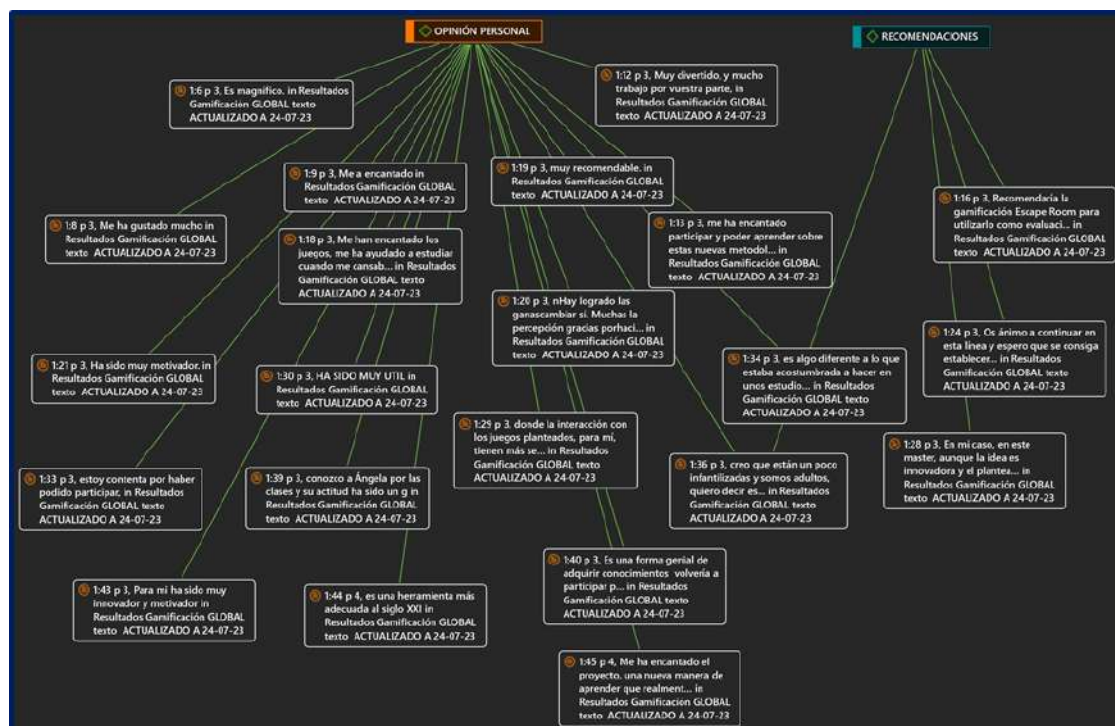 OPINIÓN PERSONAL
RECOMENDACIONES
1:6 p 3, Es magnífico. in Resultados
Gamificación GLOBAL texto
ACTUALIZADO A 24-07-23
1:12 p 3, Muy divertido, y mucho
trabajo por vuestra parte, in
Resultados Gamificación GLOBAL
texto ACTUALIZADO A 24-07-23
1:9 p 3, Me a encantado in
Resultados Gamificación GLOBAL
texto ACTUALIZADO A 24-07-23
1:19 p 3, muy recomendable. in
Resultados Gamificación GLOBAL
texto ACTUALIZADO A 24-07-23
1:16 p 3, Recomendaría la
gamificación Escape Room para
utilizarlo como evaluaci... in
Resultados Gamificación GLOBAL
texto ACTUALIZADO A 24-07-23
1:8 p 3, Me ha gustado mucho in
Resultados Gamificación GLOBAL
texto ACTUALIZADO A 24-07-23
1:18 p 3, Me han encantado los
juegos, me ha ayudado a estudiar
cuando me cansab... in Resultados
Gamificación GLOBAL texto
ACTUALIZADO A 24-07-23
1:13 p 3, me ha encantado
participar y poder aprender sobre
estas nuevas metodol... in
Resultados Gamificación GLOBAL
texto ACTUALIZADO A 24-07-23
1:20 p 3, nHay logrado las
ganascambiar sí. Muchas la
percepción gracias porhaci... in
Resultados Gamificación GLOBAL
texto ACTUALIZADO A 24-07-23
1:24 p 3, Os ánimo a continuar en
esta línea y espero que se consiga
establecer... in Resultados
Gamificación GLOBAL texto
ACTUALIZADO A 24-07-23
1:21 p 3, Ha sido muy motivador. in
Resultados Gamificación GLOBAL
texto ACTUALIZADO A 24-07-23
1:30 p 3, HA SIDO MUY UTIL in
Resultados Gamificación GLOBAL
texto ACTUALIZADO A 24-07-23
1:34 p 3, es algo diferente a lo que
estaba acostumbrada a hacer en
unos estudio... in Resultados
Gamificación GLOBAL texto
ACTUALIZADO A 24-07-23
1:29 p 3, donde la interacción con
los juegos planteados, para mí,
tienen más se... in Resultados
Gamificación GLOBAL texto
ACTUALIZADO A 24-07-23
1:28 p 3, En mi caso, en este
master, aunque la idea es
innovadora y el plantea... in
Resultados Gamificación GLOBAL
texto ACTUALIZADO A 24-07-23
1:33 p 3, estoy contenta por haber
podido participar, in Resultados
Gamificación GLOBAL texto
ACTUALIZADO A 24-07-23
1:39 p 3, conozco a Ángela por las
clases y su actitud ha sido un g in
Resultados Gamificación GLOBAL
texto ACTUALIZADO A 24-07-23
1:36 p 3, creo que están un poco
infantilizadas y somos adultos,
quiero decir es... in Resultados
Gamificación GLOBAL texto
ACTUALIZADO A 24-07-23
1:43 p 3, Para mi ha sido muy
innovador y motivador in
Resultados Gamificación GLOBAL
texto ACTUALIZADO A 24-07-23
1:44 p 4, es una herramienta más
adecuada al siglo XXI in
Resultados Gamificación GLOBAL
texto ACTUALIZADO A 24-07-23
1:40 p 3, Es una forma genial de
adquirir conocimientos volvería a
participar p... in Resultados
Gamificación GLOBAL texto
ACTUALIZADO A 24-07-23
1:45 p 4, Me ha encantado el
proyecto, una nueva manera de
aprender que realment... in
Resultados Gamificación GLOBAL
texto ACTUALIZADO A 24-07-23